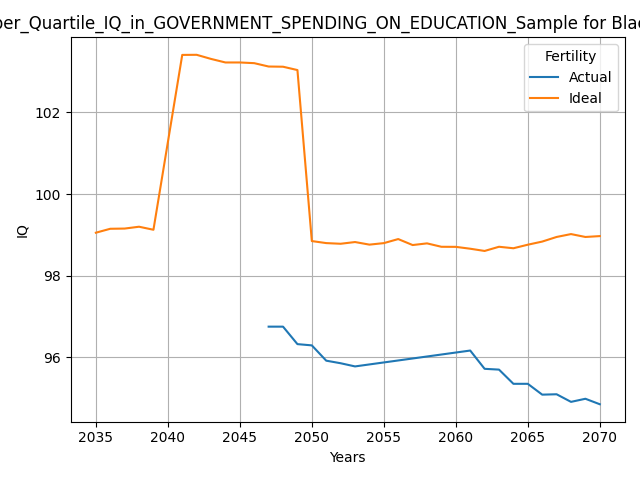 per_Quartile_IQ_in_GOVERNMENT_SPENDING_ON_EDUCATION_Sample for Blac
Fertility
Actual
Ideal
102
100
98
96
IQ
2035 2040 2045 2050 2055 2060 2065 2070
Years